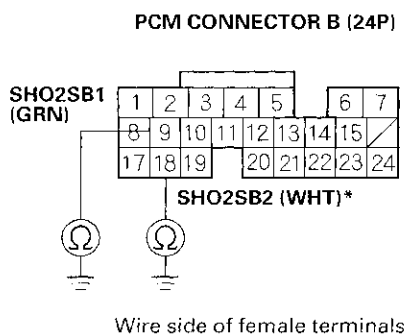 PCM CONNECTOR B (24P)
SHO2SB1
(GRN)
1 2 3 4 5 6 7
8 9 10 11 12 13 14 15
17 18 19 20 21 22 23 24
SHO2SB2 (WHT)*
Ω Ω
Wire side of female terminals